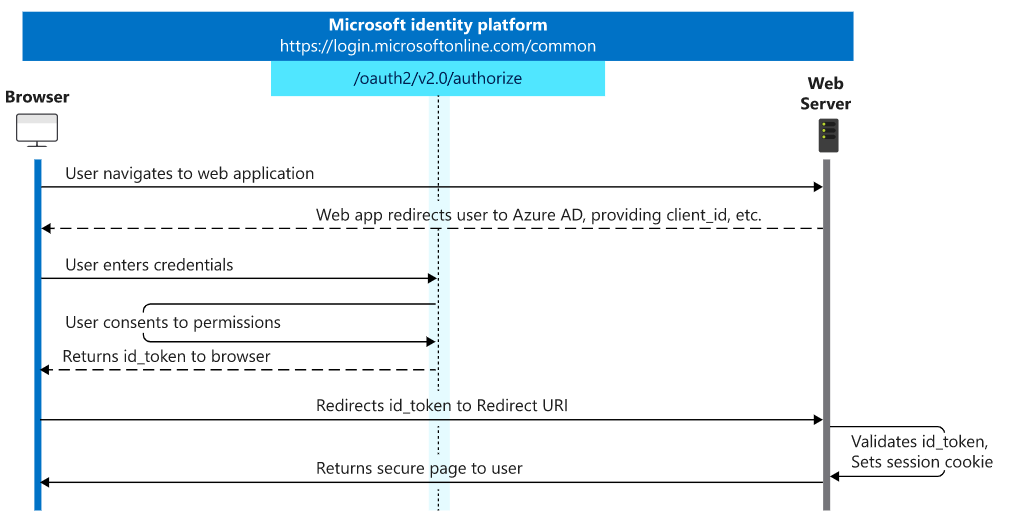 Microsoft identity platform
https://login.microsoftonline.com/common
/oauth2/v2.0/authorize
Browser
Web
Server
User navigates to web application
Web app redirects user to Azure AD, providing client_id, etc.
User enters credentials
User consents to permissions
Returns id_token to browser
Redirects id_token to Redirect URI
Validates id_token,
Sets session cookie
Returns secure page to user